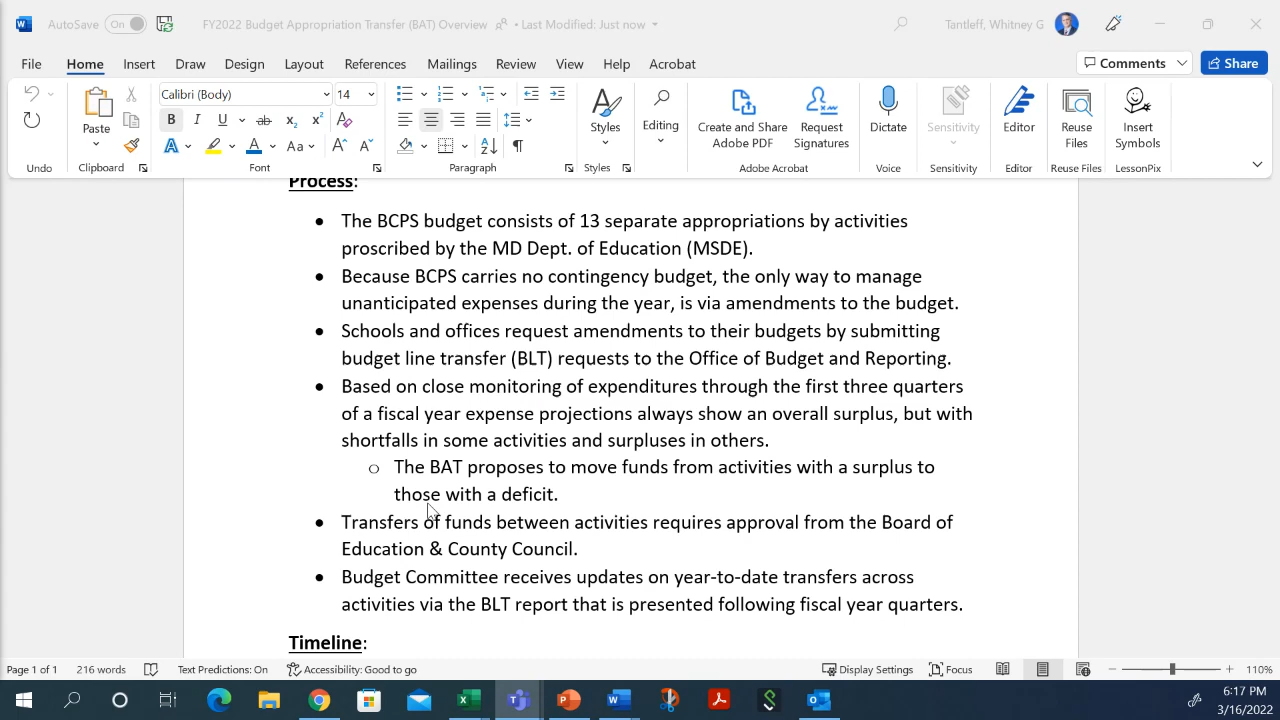 AutoSave On FY2022 Budget Appropriation Transfer (BAT) Overview • Last Modified: Just now Tantleff, Whitney G
File Home Insert Draw Design Layout References Mailings Review View Help Acrobat Comments Share
Calibri (Body) 14
Paste Styles Editing Create and Share Adobe PDF Request Signatures Dictate Sensitivity Editor Reuse Files Insert Symbols
Undo Clipboard Font Paragraph Styles Adobe Acrobat Voice Sensitivity Editor Reuse Files LessonPix
Process:
• The BCPS budget consists of 13 separate appropriations by activities
proscribed by the MD Dept. of Education (MSDE).
• Because BCPS carries no contingency budget, the only way to manage
unanticipated expenses during the year, is via amendments to the budget.
• Schools and offices request amendments to their budgets by submitting
budget line transfer (BLT) requests to the Office of Budget and Reporting.
• Based on close monitoring of expenditures through the first three quarters
of a fiscal year expense projections always show an overall surplus, but with
shortfalls in some activities and surpluses in others.
o The BAT proposes to move funds from activities with a surplus to
those with a deficit.
• Transfers of funds between activities requires approval from the Board of
Education & County Council.
• Budget Committee receives updates on year-to-date transfers across
activities via the BLT report that is presented following fiscal year quarters.
Timeline:
Page 1 of 1 216 words Text Predictions: On Accessibility: Good to go Display Settings Focus 110%
6:17 PM
3/16/2022